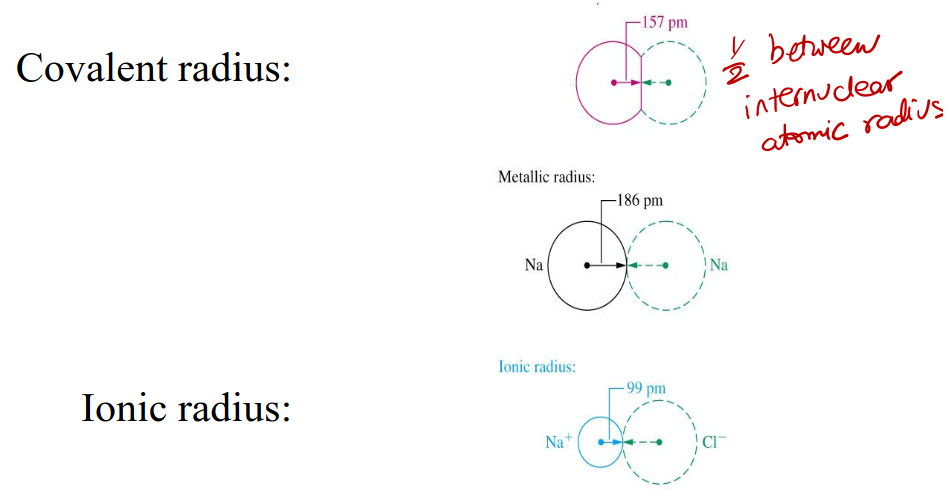 157 pm
Covalent radius:
1/2 between
internuclear
atomic radius
Metallic radius:
186 pm
Na
Na
Ionic radius:
99 pm
Ionic radius:
Na⁺
Cl⁻